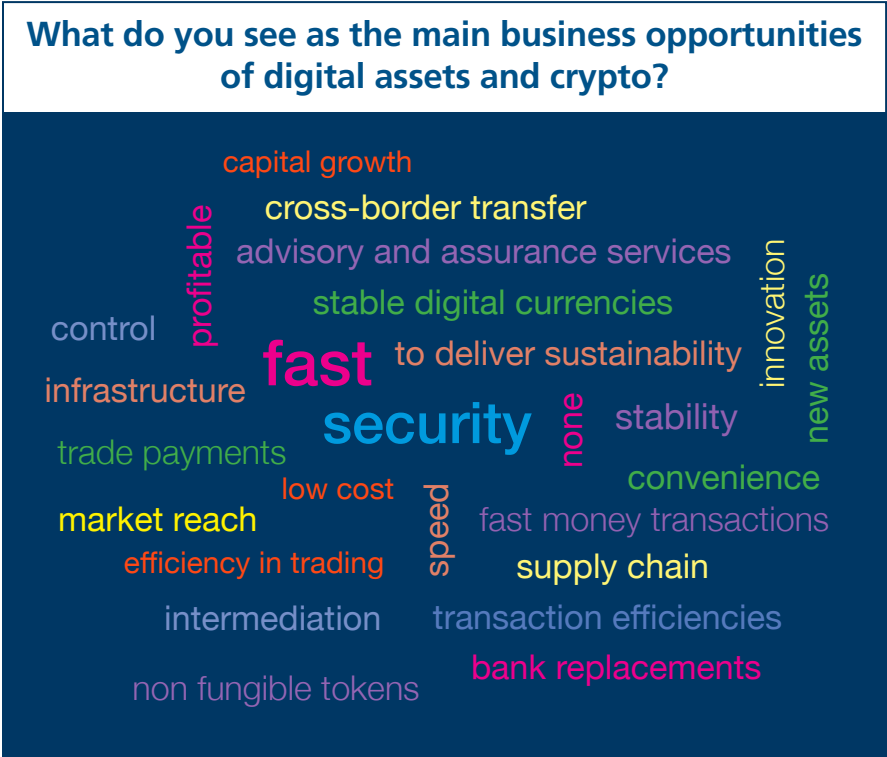 What do you see as the main business opportunities
of digital assets and crypto?
capital growth
cross-border transfer
profitable
advisory and assurance services
innovation
stable digital currencies
new assets
control
fast
to deliver sustainability
infrastructure
security
none
stability
trade payments
convenience
low cost
speed
market reach
fast money transactions
efficiency in trading
supply chain
intermediation
transaction efficiencies
bank replacements
non fungible tokens